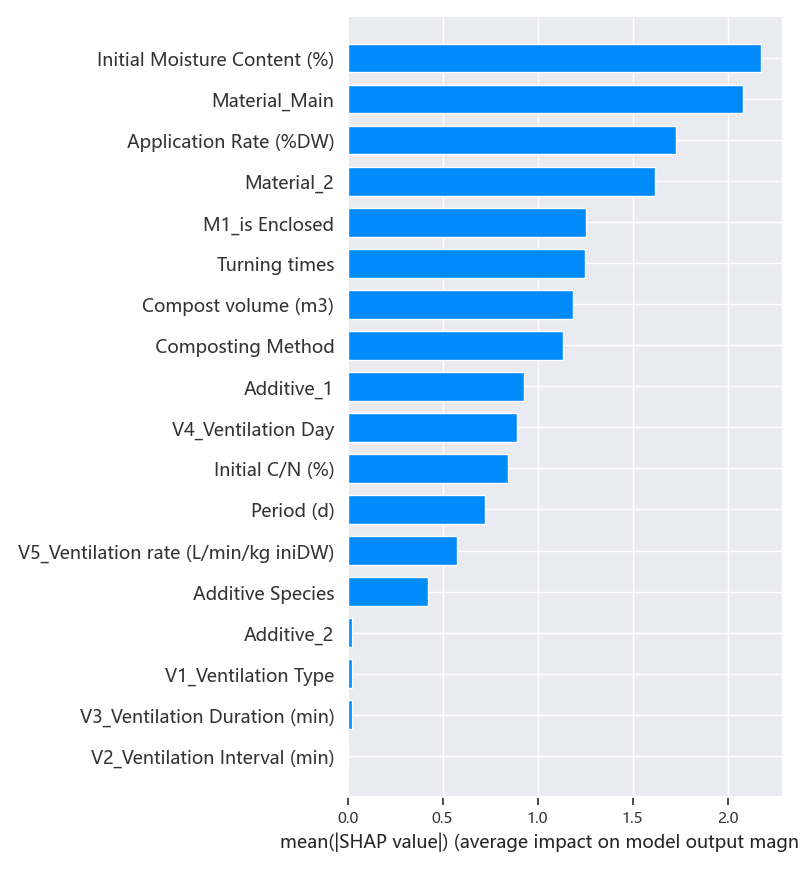 Initial Moisture Content (%)
Material_Main
Application Rate (%DW)
Material_2
M1_is Enclosed
Turning times
Compost volume (m3)
Composting Method
Additive_1
V4_Ventilation Day
Initial C/N (%)
Period (d)
V5_Ventilation rate (L/min/kg iniDW)
Additive Species
Additive_2
V1_Ventilation Type
V3_Ventilation Duration (min)
V2_Ventilation Interval (min)
0.0 0.5 1.0 1.5 2.0
mean(|SHAP value|) (average impact on model output magn